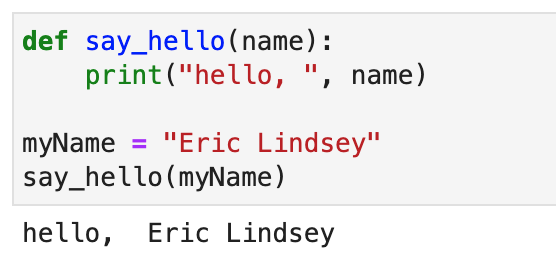 def say_hello(name):
    print("hello, ", name)

myName = "Eric Lindsey"
say_hello(myName)
hello,  Eric Lindsey